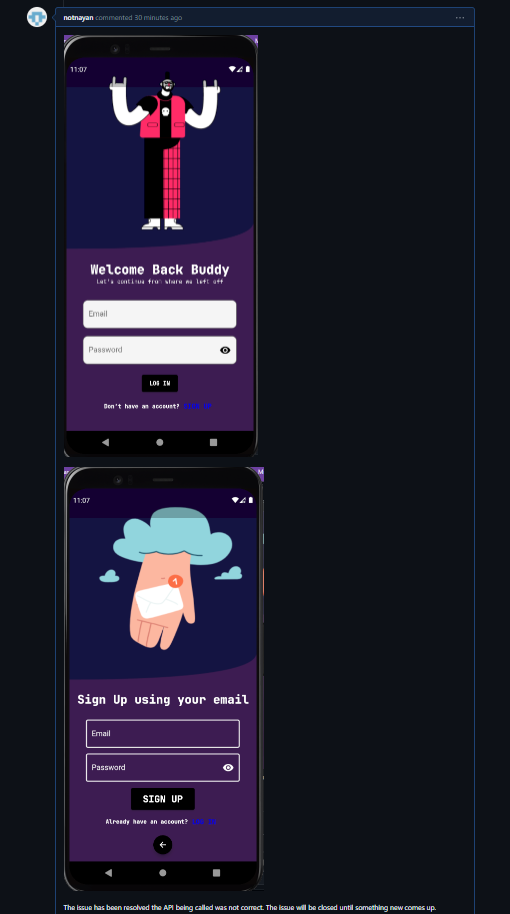 notnayan commented 30 minutes ago
11:07
Welcome Back Buddy
Let's continue from where we left off
Email
Password
LOG IN
Don't have an account? SIGN UP
11:07
1
Sign Up using your email
Email
Password
SIGN UP
Already have an account? LOG IN
The issue has been resolved the API being called was not correct. The issue will be closed until something new comes up.